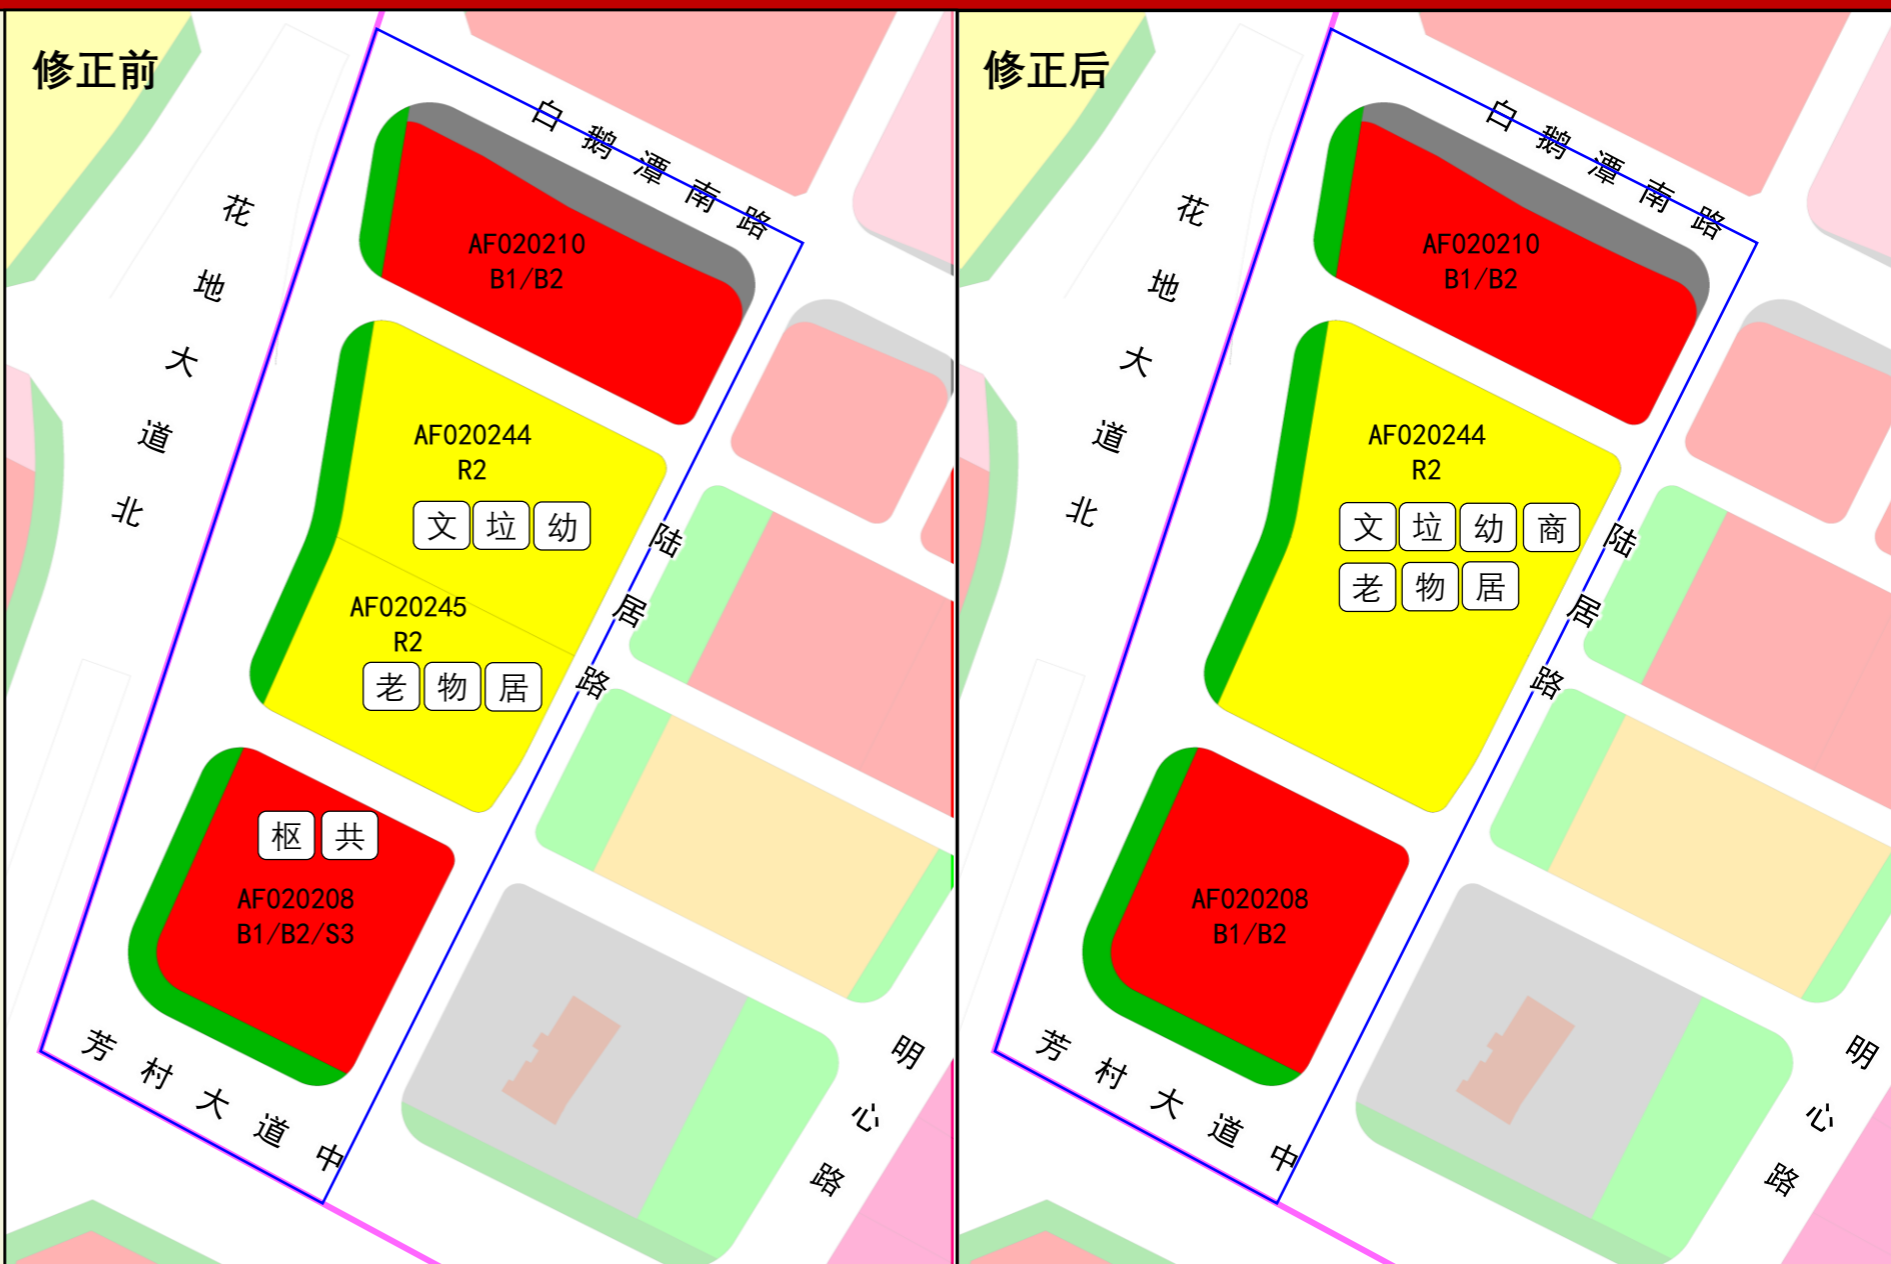 修正前
白鹅潭南路
花地大道北
AF020210
B1/B2
AF020244
R2
文 垃 幼
陆居路
AF020245
R2
老 物 居
枢 共
AF020208
B1/B2/S3
芳村大道中
明心路
修正后
白鹅潭南路
花地大道北
AF020210
B1/B2
AF020244
R2
文 垃 幼 商
老 物 居
陆居路
AF020208
B1/B2
芳村大道中
明心路